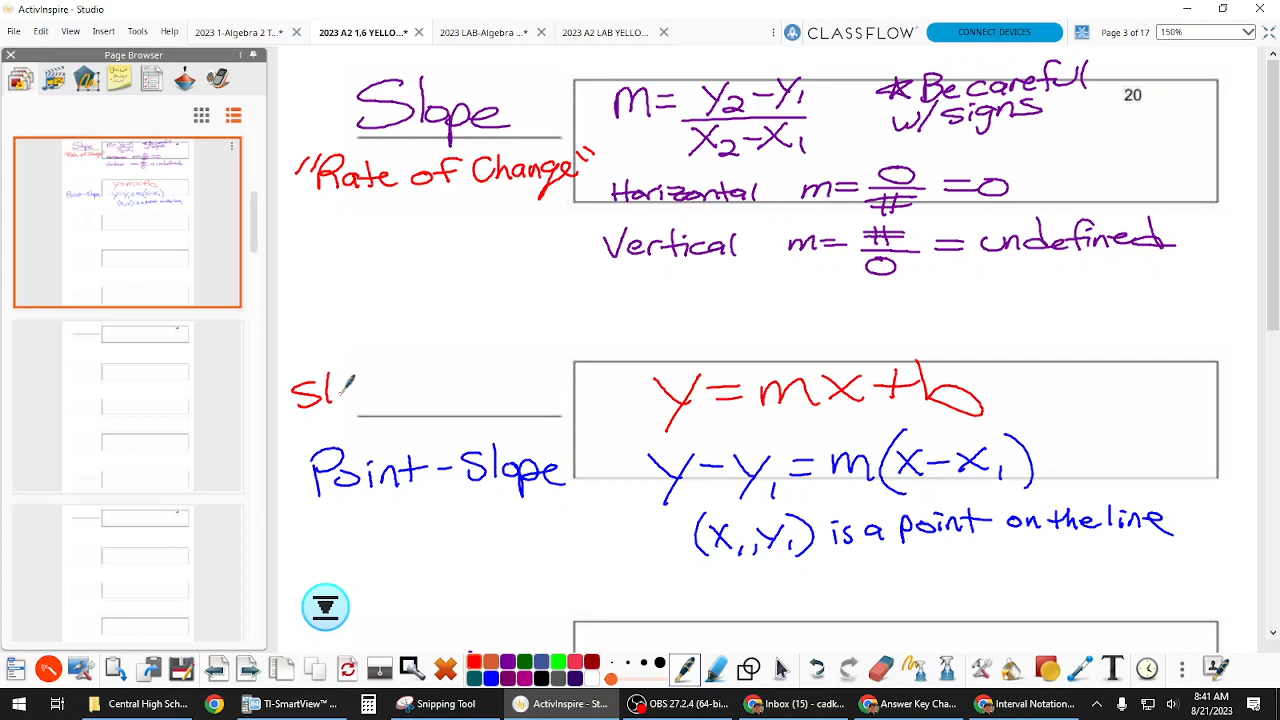 ActivInspire - Studio
File Edit View Insert Tools Help
2023 1-Algebra 2 T...*
2023 A2 1,6 YELLO...*
2023 LAB-Algebra ...*
2023 A2 LAB YELLO...
CLASSFLOW
CONNECT DEVICES
Page 3 of 17
150%
Page Browser
Slope
m = y₂-y₁ / x₂-x₁
* Be careful
w/ signs
20
"Rate of Change"
Horizontal m = 0/# = 0
Vertical m = #/0 = undefined
Sl
y = mx + b
Point-Slope
y - y₁ = m(x - x₁)
(x₁, y₁) is a point on the line
Central High Sch...
TI-SmartView ™...
Snipping Tool
ActivInspire - St...
OBS 27.2.4 (64-bi...
Inbox (15) - cadk...
Answer Key Cha...
Interval Notation...
8:41 AM
8/21/2023